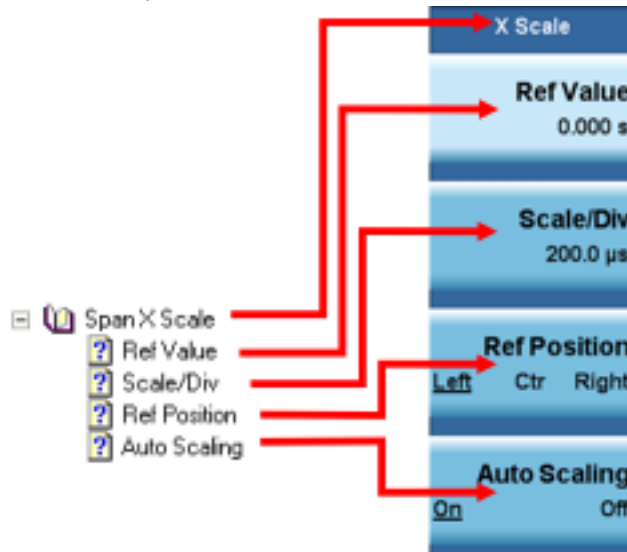 X Scale
Ref Value
0.000 s
Scale/Div
200.0 µs
Span X Scale
Ref Value
Scale/Div
Ref Position
Auto Scaling
Ref Position
Left Ctr Right
Auto Scaling
On Off